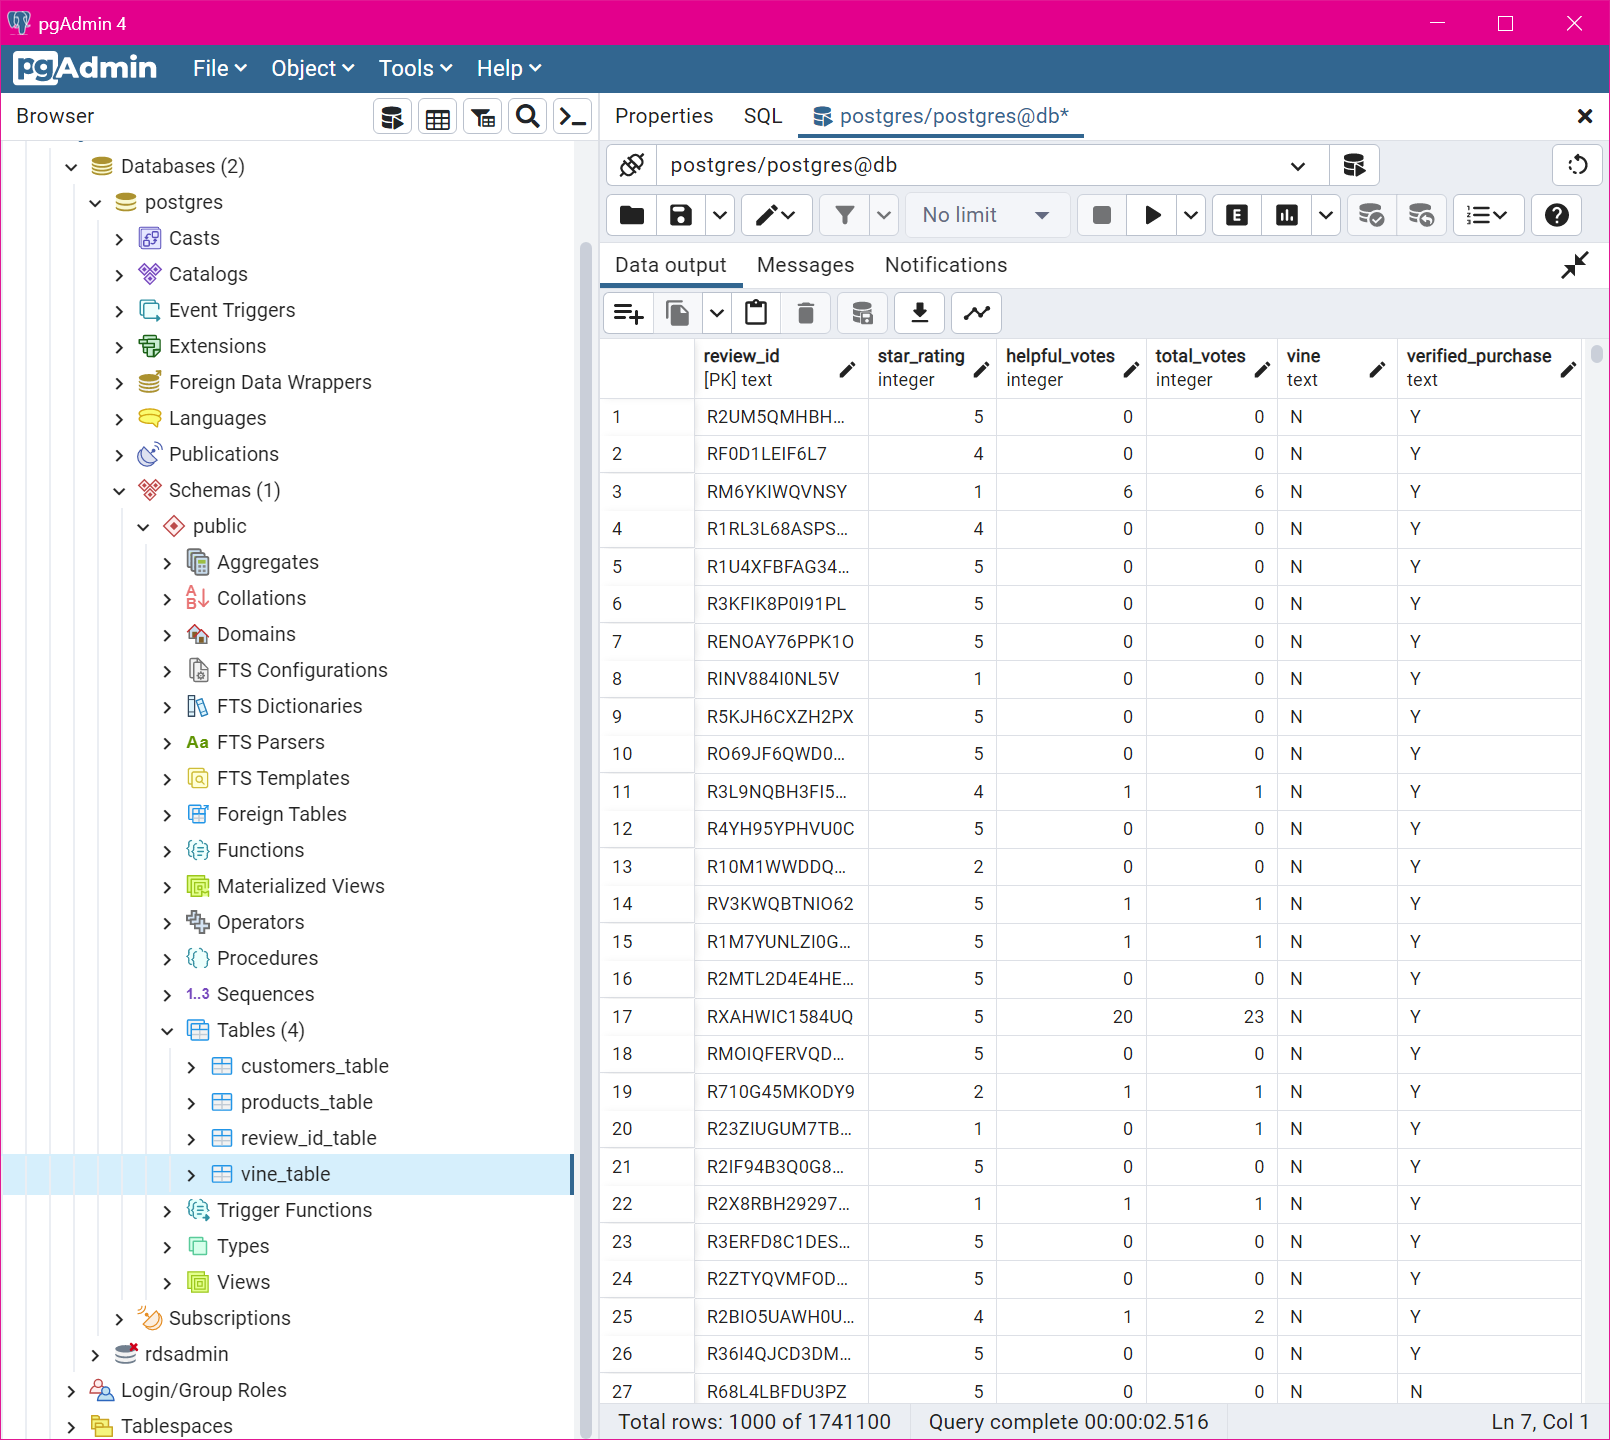 pgAdmin 4
pgAdmin File Object Tools Help
Browser
Databases (2)
postgres
Casts
Catalogs
Event Triggers
Extensions
Foreign Data Wrappers
Languages
Publications
Schemas (1)
public
Aggregates
Collations
Domains
FTS Configurations
FTS Dictionaries
Aa FTS Parsers
FTS Templates
Foreign Tables
Functions
Materialized Views
Operators
Procedures
1..3 Sequences
Tables (4)
customers_table
products_table
review_id_table
vine_table
Trigger Functions
Types
Views
Subscriptions
rdsadmin
Login/Group Roles
Tablespaces
Properties SQL postgres/postgres@db*
postgres/postgres@db
No limit E
Data output Messages Notifications
review_id star_rating helpful_votes total_votes vine verified_purchase
[PK] text integer integer integer text text
1 R2UM5QMHBH... 5 0 0 N Y
2 RF0D1LEIF6L7 4 0 0 N Y
3 RM6YKIWQVNSY 1 6 6 N Y
4 R1RL3L68ASPS... 4 0 0 N Y
5 R1U4XFBFAG34... 5 0 0 N Y
6 R3KFIK8P0I91PL 5 0 0 N Y
7 RENOAY76PPK1O 5 0 0 N Y
8 RINV884I0NL5V 1 0 0 N Y
9 R5KJH6CXZH2PX 5 0 0 N Y
10 RO69JF6QWD0... 5 0 0 N Y
11 R3L9NQBH3FI5... 4 1 1 N Y
12 R4YH95YPHVU0C 5 0 0 N Y
13 R10M1WWDDQ... 2 0 0 N Y
14 RV3KWQBTNIO62 5 1 1 N Y
15 R1M7YUNLZI0G... 5 1 1 N Y
16 R2MTL2D4E4HE... 5 0 0 N Y
17 RXAHWIC1584UQ 5 20 23 N Y
18 RMOIQFERVQD... 5 0 0 N Y
19 R710G45MKODY9 2 1 1 N Y
20 R23ZIUGUM7TB... 1 0 1 N Y
21 R2IF94B3Q0G8... 5 0 0 N Y
22 R2X8RBH29297... 1 1 1 N Y
23 R3ERFD8C1DES... 5 0 0 N Y
24 R2ZTYQVMFOD... 5 0 0 N Y
25 R2BIO5UAWH0U... 4 1 2 N Y
26 R36I4QJCD3DM... 5 0 0 N Y
27 R68L4LBFDU3PZ 5 0 0 N N
Total rows: 1000 of 1741100 Query complete 00:00:02.516 Ln 7, Col 1